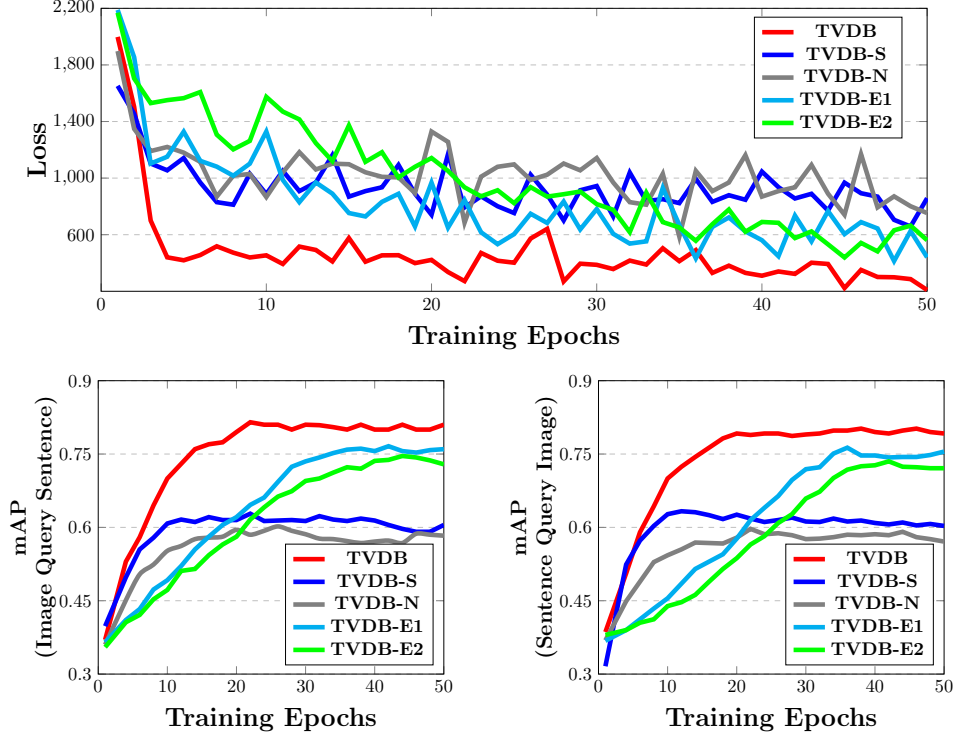 2,200
1,800
1,400
1,000
600
Loss
TVDB
TVDB-S
TVDB-N
TVDB-E1
TVDB-E2
0 10 20 30 40 50
Training Epochs
0.9
0.75
0.6
0.45
0.3
mAP
(Image Query Sentence)
TVDB
TVDB-S
TVDB-N
TVDB-E1
TVDB-E2
0 10 20 30 40 50
Training Epochs
0.9
0.75
0.6
0.45
0.3
mAP
(Sentence Query Image)
TVDB
TVDB-S
TVDB-N
TVDB-E1
TVDB-E2
0 10 20 30 40 50
Training Epochs